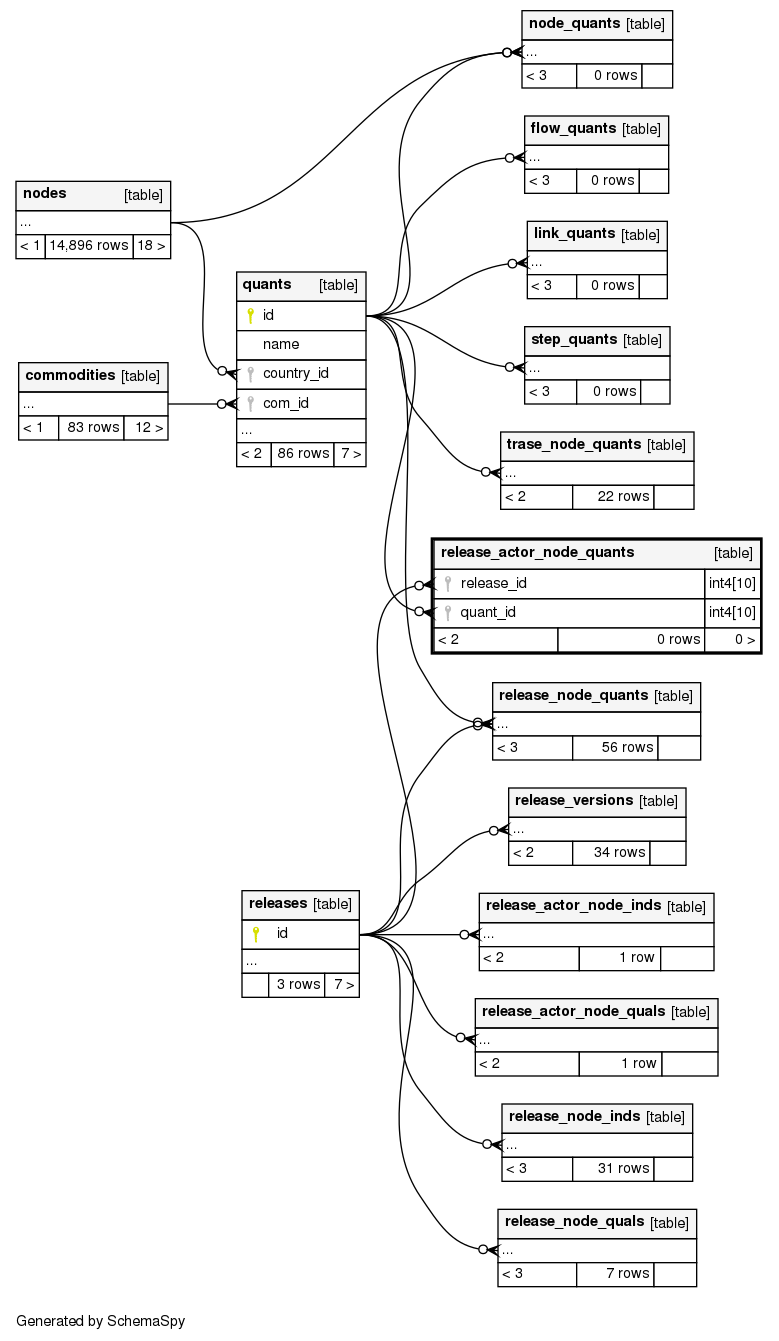 node_quants [table]
...
< 3 0 rows
flow_quants [table]
...
< 3 0 rows
nodes [table]
...
< 1 14,896 rows 18 >
link_quants [table]
...
< 3 0 rows
quants [table]
id
name
country_id
com_id
...
< 2 86 rows 7 >
step_quants [table]
...
< 3 0 rows
commodities [table]
...
< 1 83 rows 12 >
trase_node_quants [table]
...
< 2 22 rows
release_actor_node_quants [table]
release_id int4[10]
quant_id int4[10]
< 2 0 rows 0 >
release_node_quants [table]
...
< 3 56 rows
release_versions [table]
...
< 2 34 rows
releases [table]
id
...
3 rows 7 >
release_actor_node_inds [table]
...
< 2 1 row
release_actor_node_quals [table]
...
< 2 1 row
release_node_inds [table]
...
< 3 31 rows
release_node_quals [table]
...
< 3 7 rows
Generated by SchemaSpy